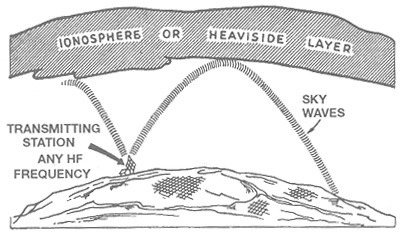 IONOSPHERE OR HEAVISIDE LAYER
SKY
WAVES
TRANSMITTING
STATION
ANY HF
FREQUENCY